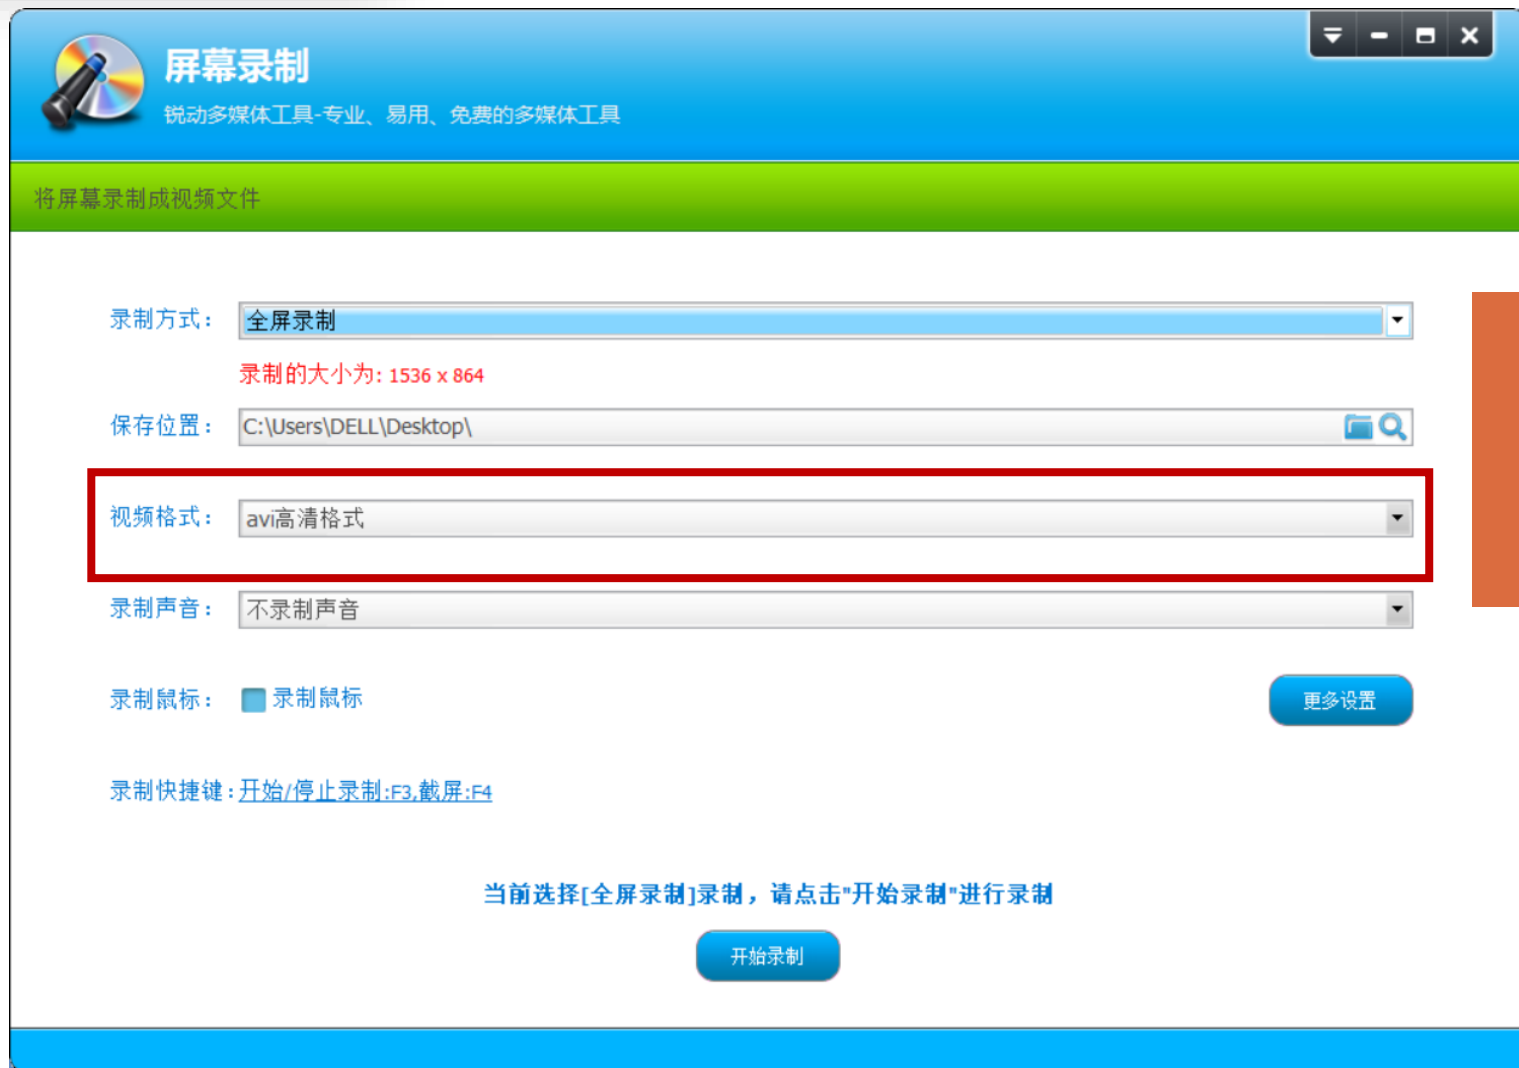 屏幕录制
锐动多媒体工具-专业、易用、免费的多媒体工具
将屏幕录制成视频文件
录制方式： 全屏录制
录制的大小为: 1536 x 864
保存位置： C:\Users\DELL\Desktop\
视频格式： avi高清格式
录制声音： 不录制声音
录制鼠标： 录制鼠标 更多设置
录制快捷键：开始/停止录制:F3,截屏:F4
当前选择[全屏录制]录制，请点击"开始录制"进行录制
开始录制